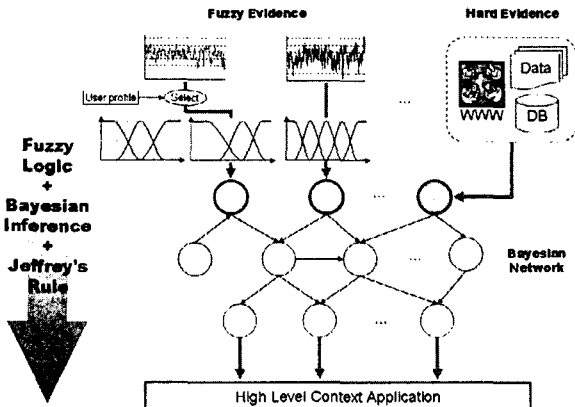 Fuzzy Evidence
Hard Evidence
User profile
Select
...
Data
DB
Fuzzy
Logic
+
Bayesian
Inference
+
Jeffrey's
Rule
...
...
Bayesian
Network
...
High Level Context Application